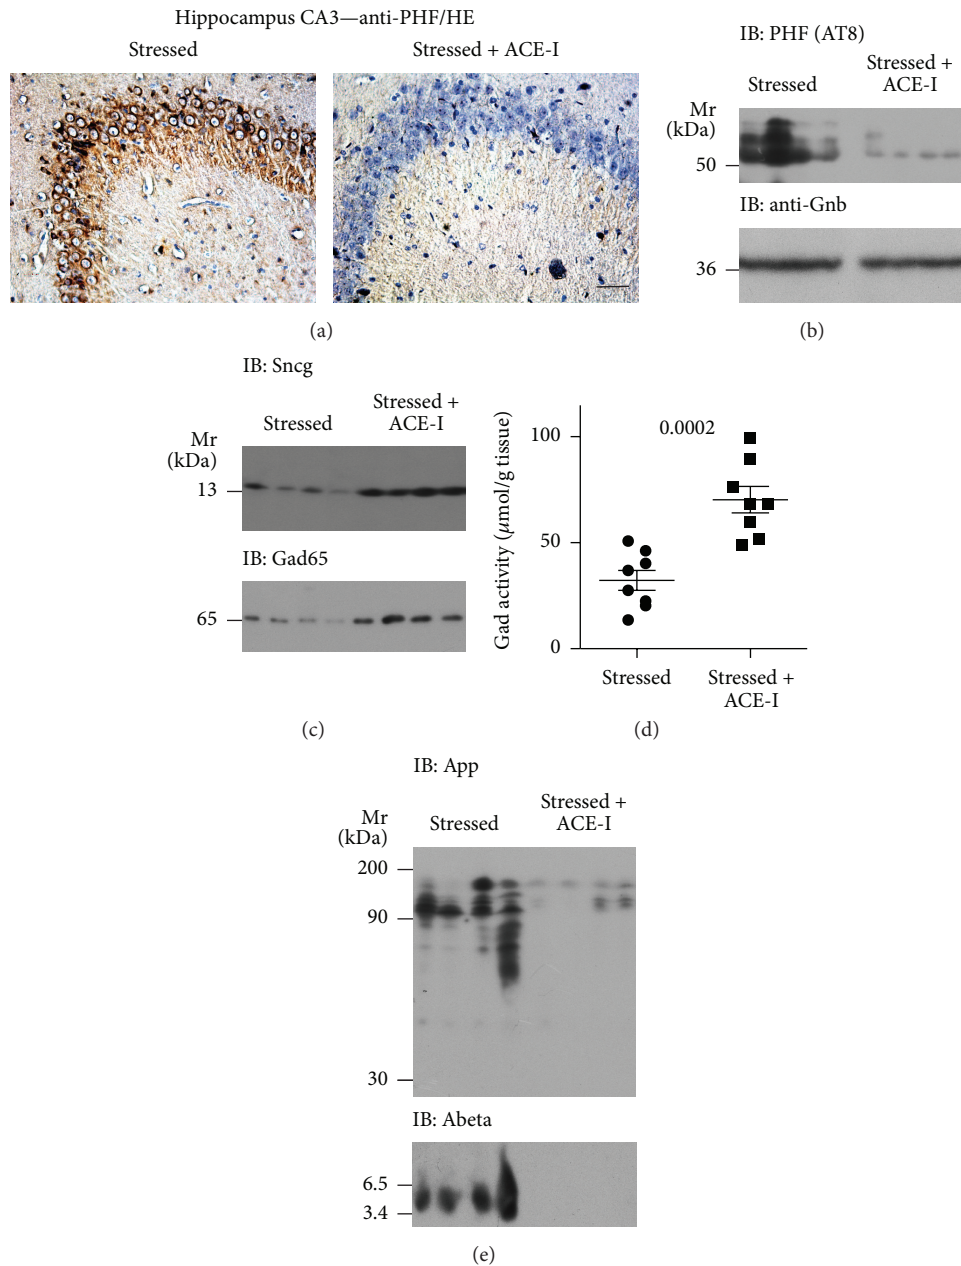 Hippocampus CA3—anti-PHF/HE
Stressed
Stressed + ACE-I
(a)
IB: PHF (AT8)
Stressed
Stressed +
ACE-I
Mr
(kDa)
50
IB: anti-Gnb
36
(b)
IB: Sncg
Stressed
Stressed +
ACE-I
Mr
(kDa)
13
IB: Gad65
65
(c)
Gad activity (μmol/g tissue)
100
50
0
0.0002
Stressed
Stressed +
ACE-I
(d)
IB: App
Stressed
Stressed +
ACE-I
Mr
(kDa)
200
90
30
IB: Abeta
6.5
3.4
(e)